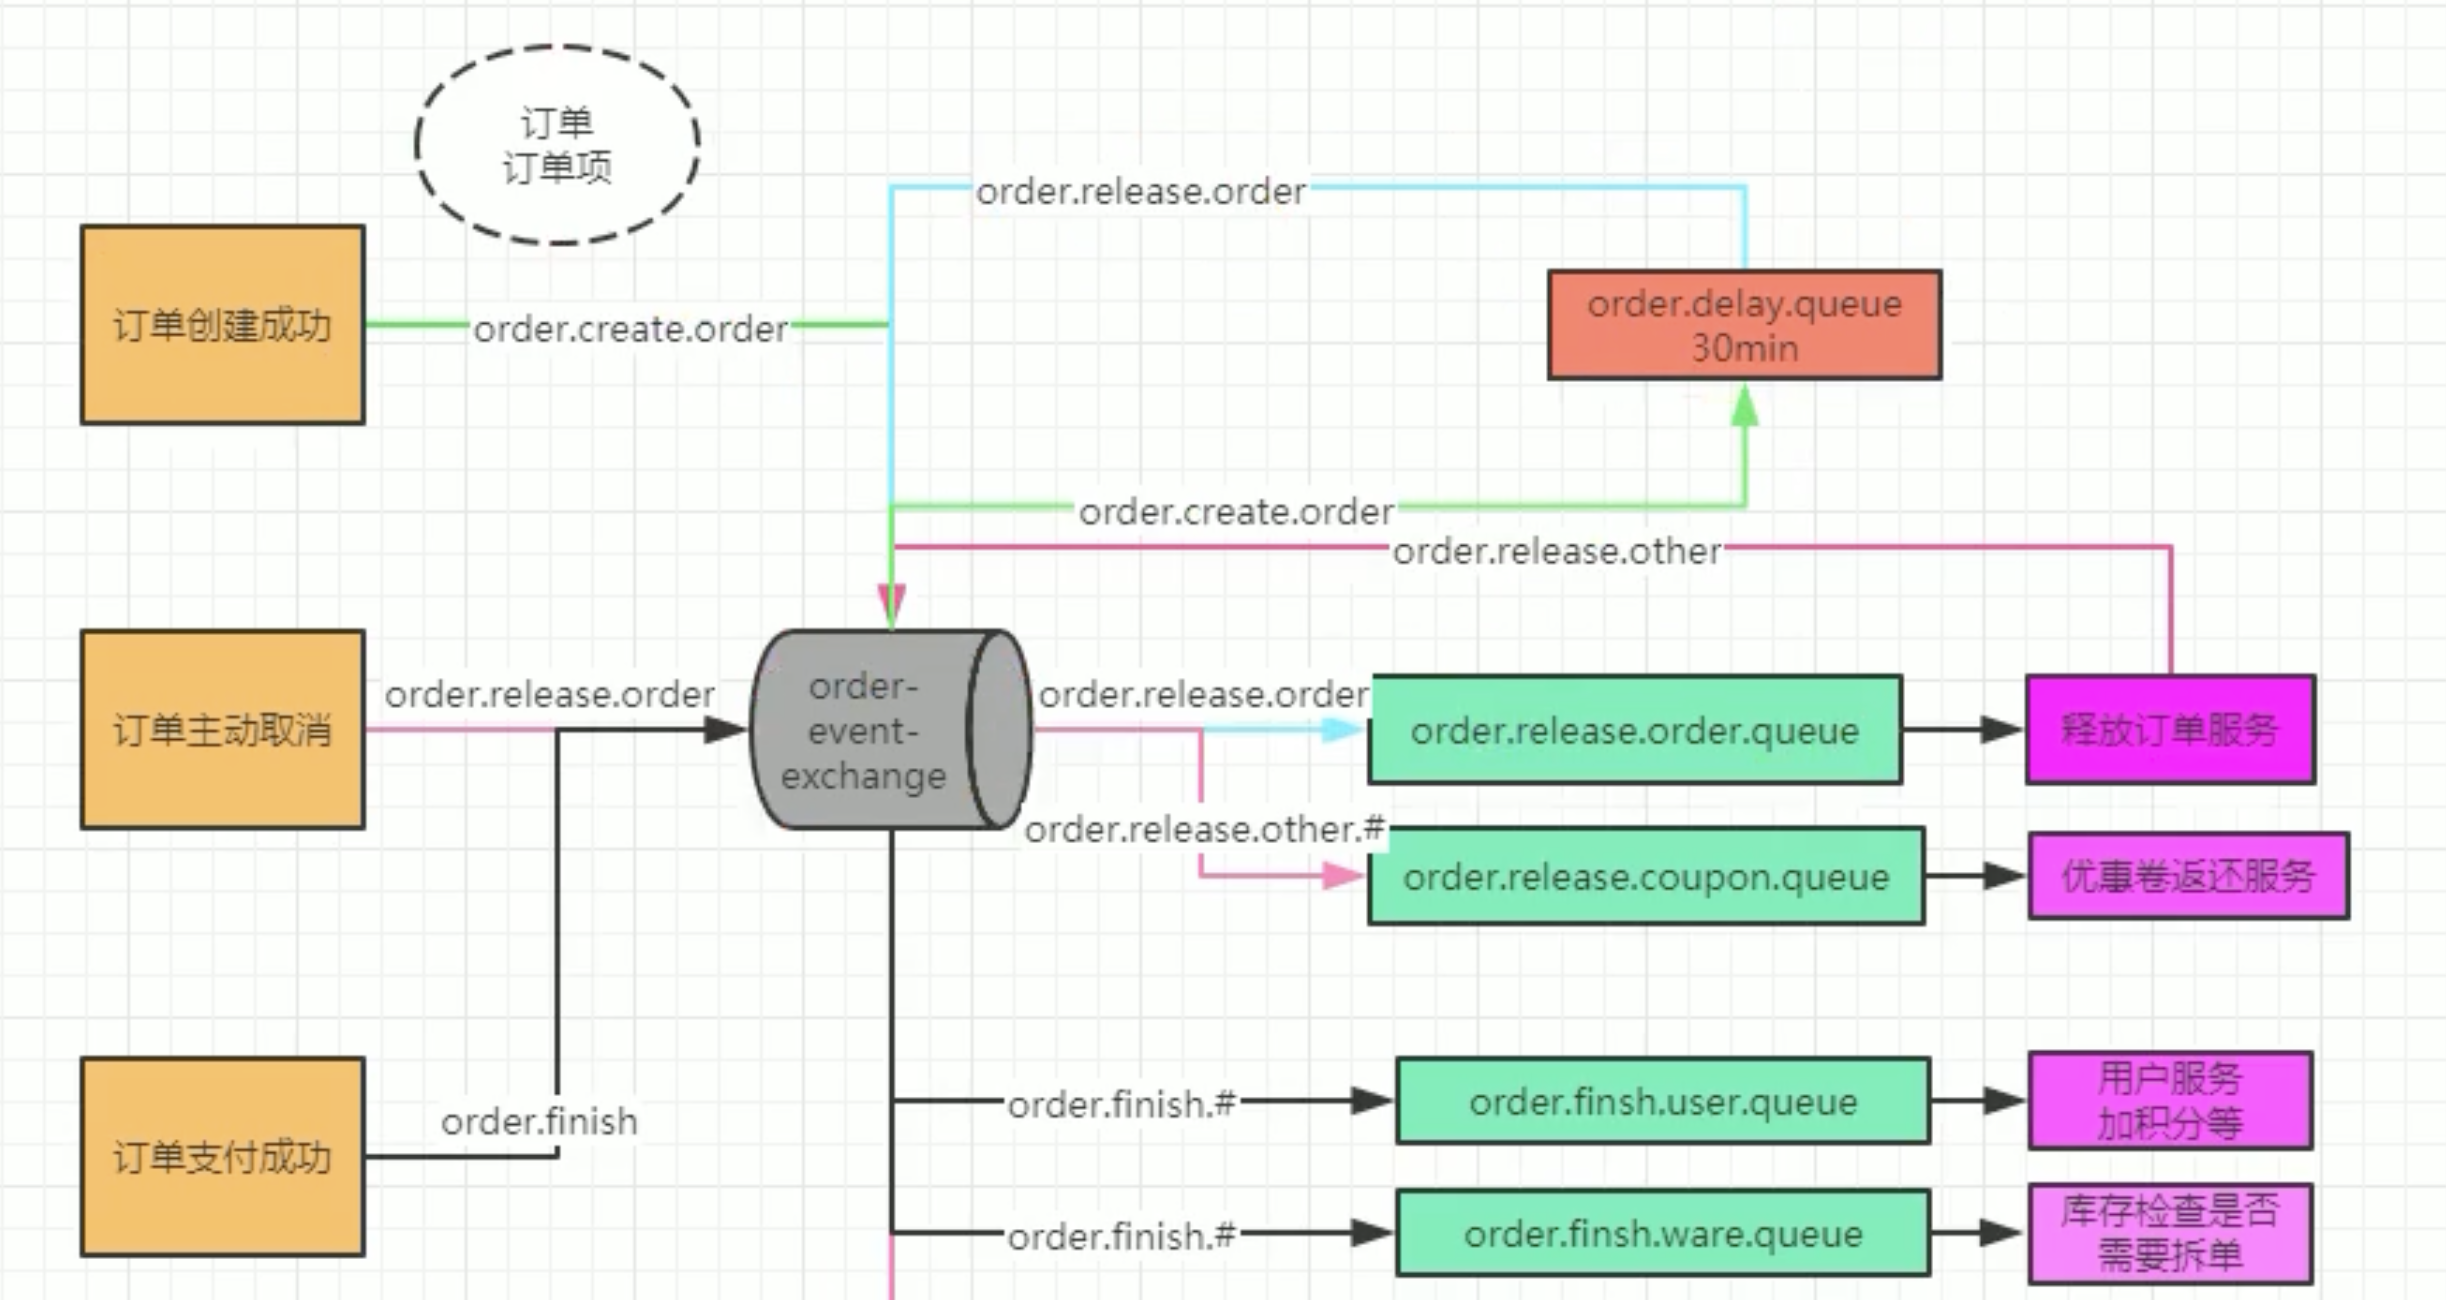 订单
订单项
order.release.order
订单创建成功
order.create.order
order.delay.queue
30min
order.create.order
order.release.other
订单主动取消
order.release.order
order-
event-
exchange
order.release.order
order.release.order.queue
释放订单服务
order.release.other.#
order.release.coupon.queue
优惠卷返还服务
订单支付成功
order.finish
order.finish.#
order.finsh.user.queue
用户服务
加积分等
order.finish.#
order.finsh.ware.queue
库存检查是否
需要拆单